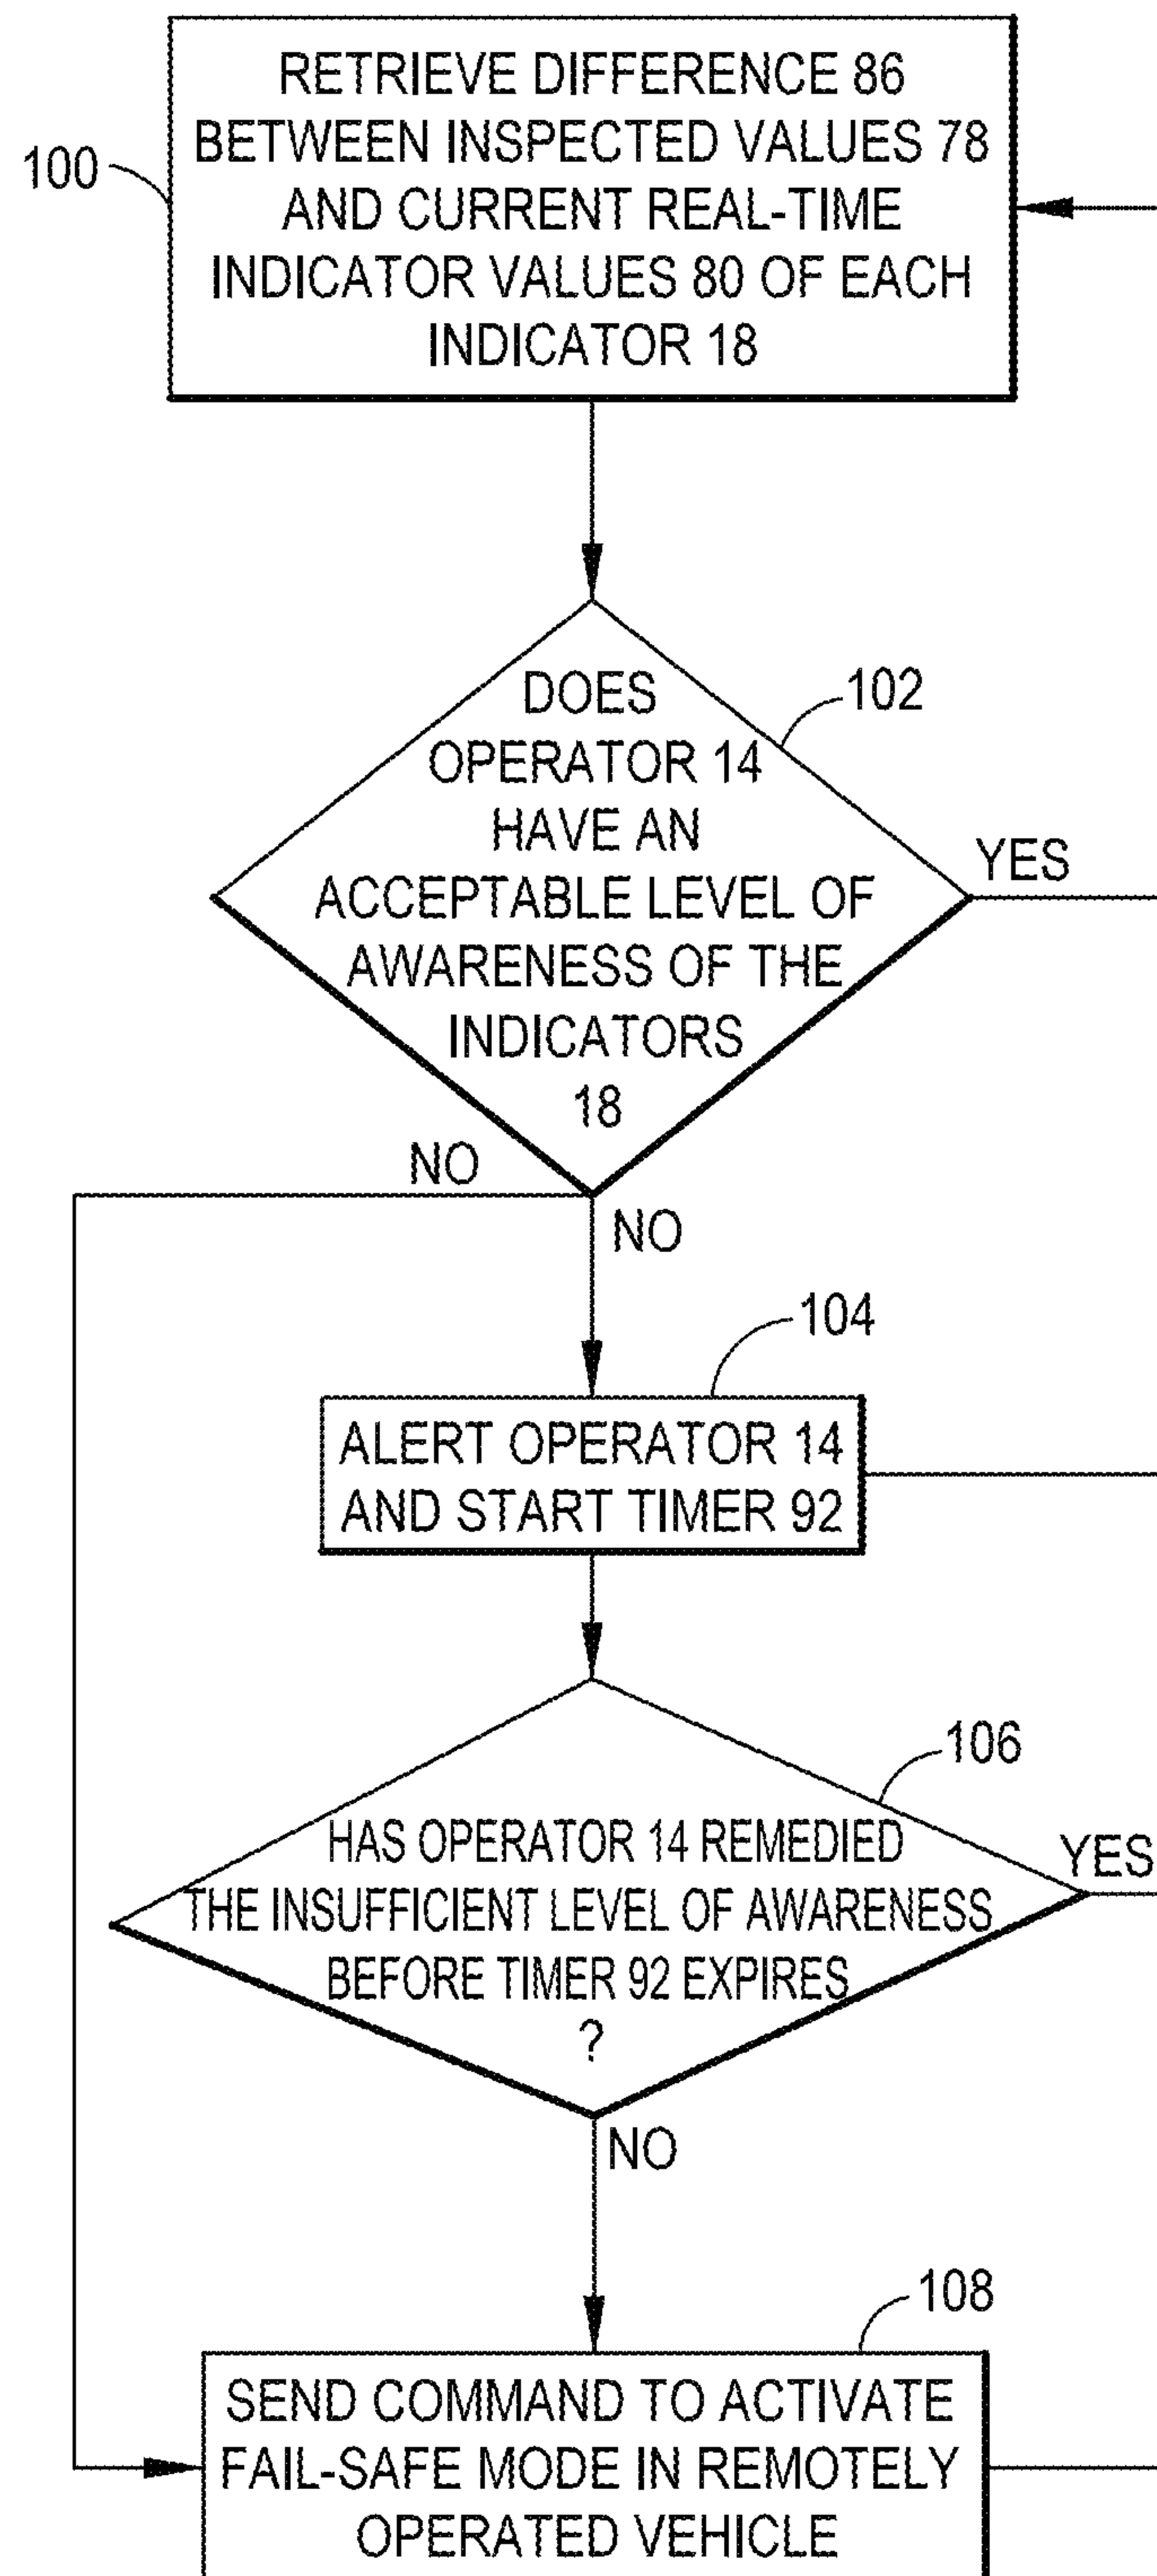 RETRIEVE DIFFERENCE 86
BETWEEN INSPECTED VALUES 78
AND CURRENT REAL-TIME
INDICATOR VALUES 80 OF EACH
INDICATOR 18
100
DOES
OPERATOR 14
HAVE AN
ACCEPTABLE LEVEL OF
AWARENESS OF THE
INDICATORS
18
102
YES
NO
NO
104
ALERT OPERATOR 14
AND START TIMER 92
106
HAS OPERATOR 14 REMEDIED
THE INSUFFICIENT LEVEL OF AWARENESS
BEFORE TIMER 92 EXPIRES
?
YES
NO
108
SEND COMMAND TO ACTIVATE
FAIL-SAFE MODE IN REMOTELY
OPERATED VEHICLE